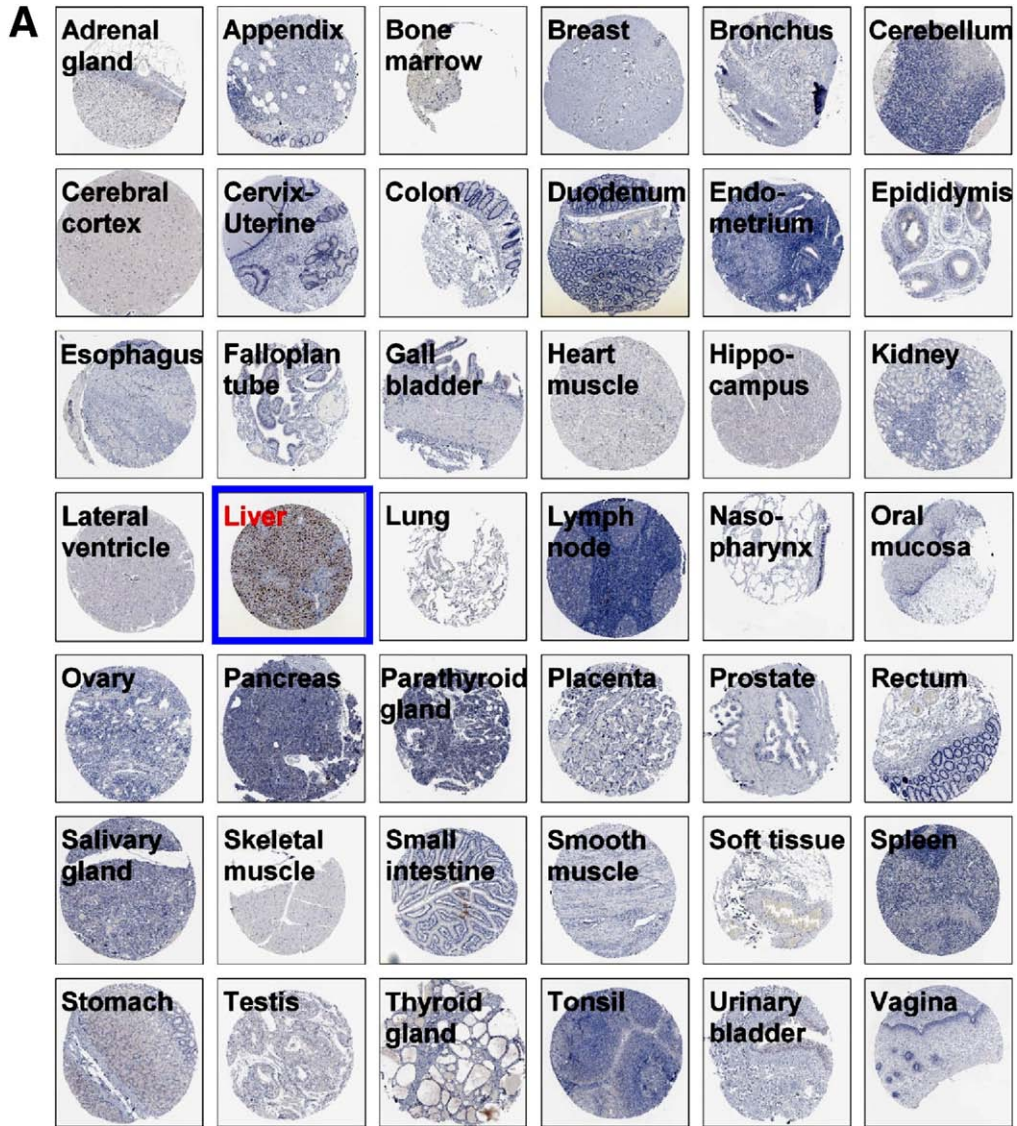 A
Adrenal
gland
Appendix
Bone
marrow
Breast
Bronchus
Cerebellum
Cerebral
cortex
Cervix-
Uterine
Colon
Duodenum
Endo-
metrium
Epididymis
Esophagus
Falloplan
tube
Gall
bladder
Heart
muscle
Hippo-
campus
Kidney
Lateral
ventricle
Liver
Lung
Lymph
node
Naso-
pharynx
Oral
mucosa
Ovary
Pancreas
Parathyroid
gland
Placenta
Prostate
Rectum
Salivary
gland
Skeletal
muscle
Small
intestine
Smooth
muscle
Soft tissue
Spleen
Stomach
Testis
Thyroid
gland
Tonsil
Urinary
bladder
Vagina